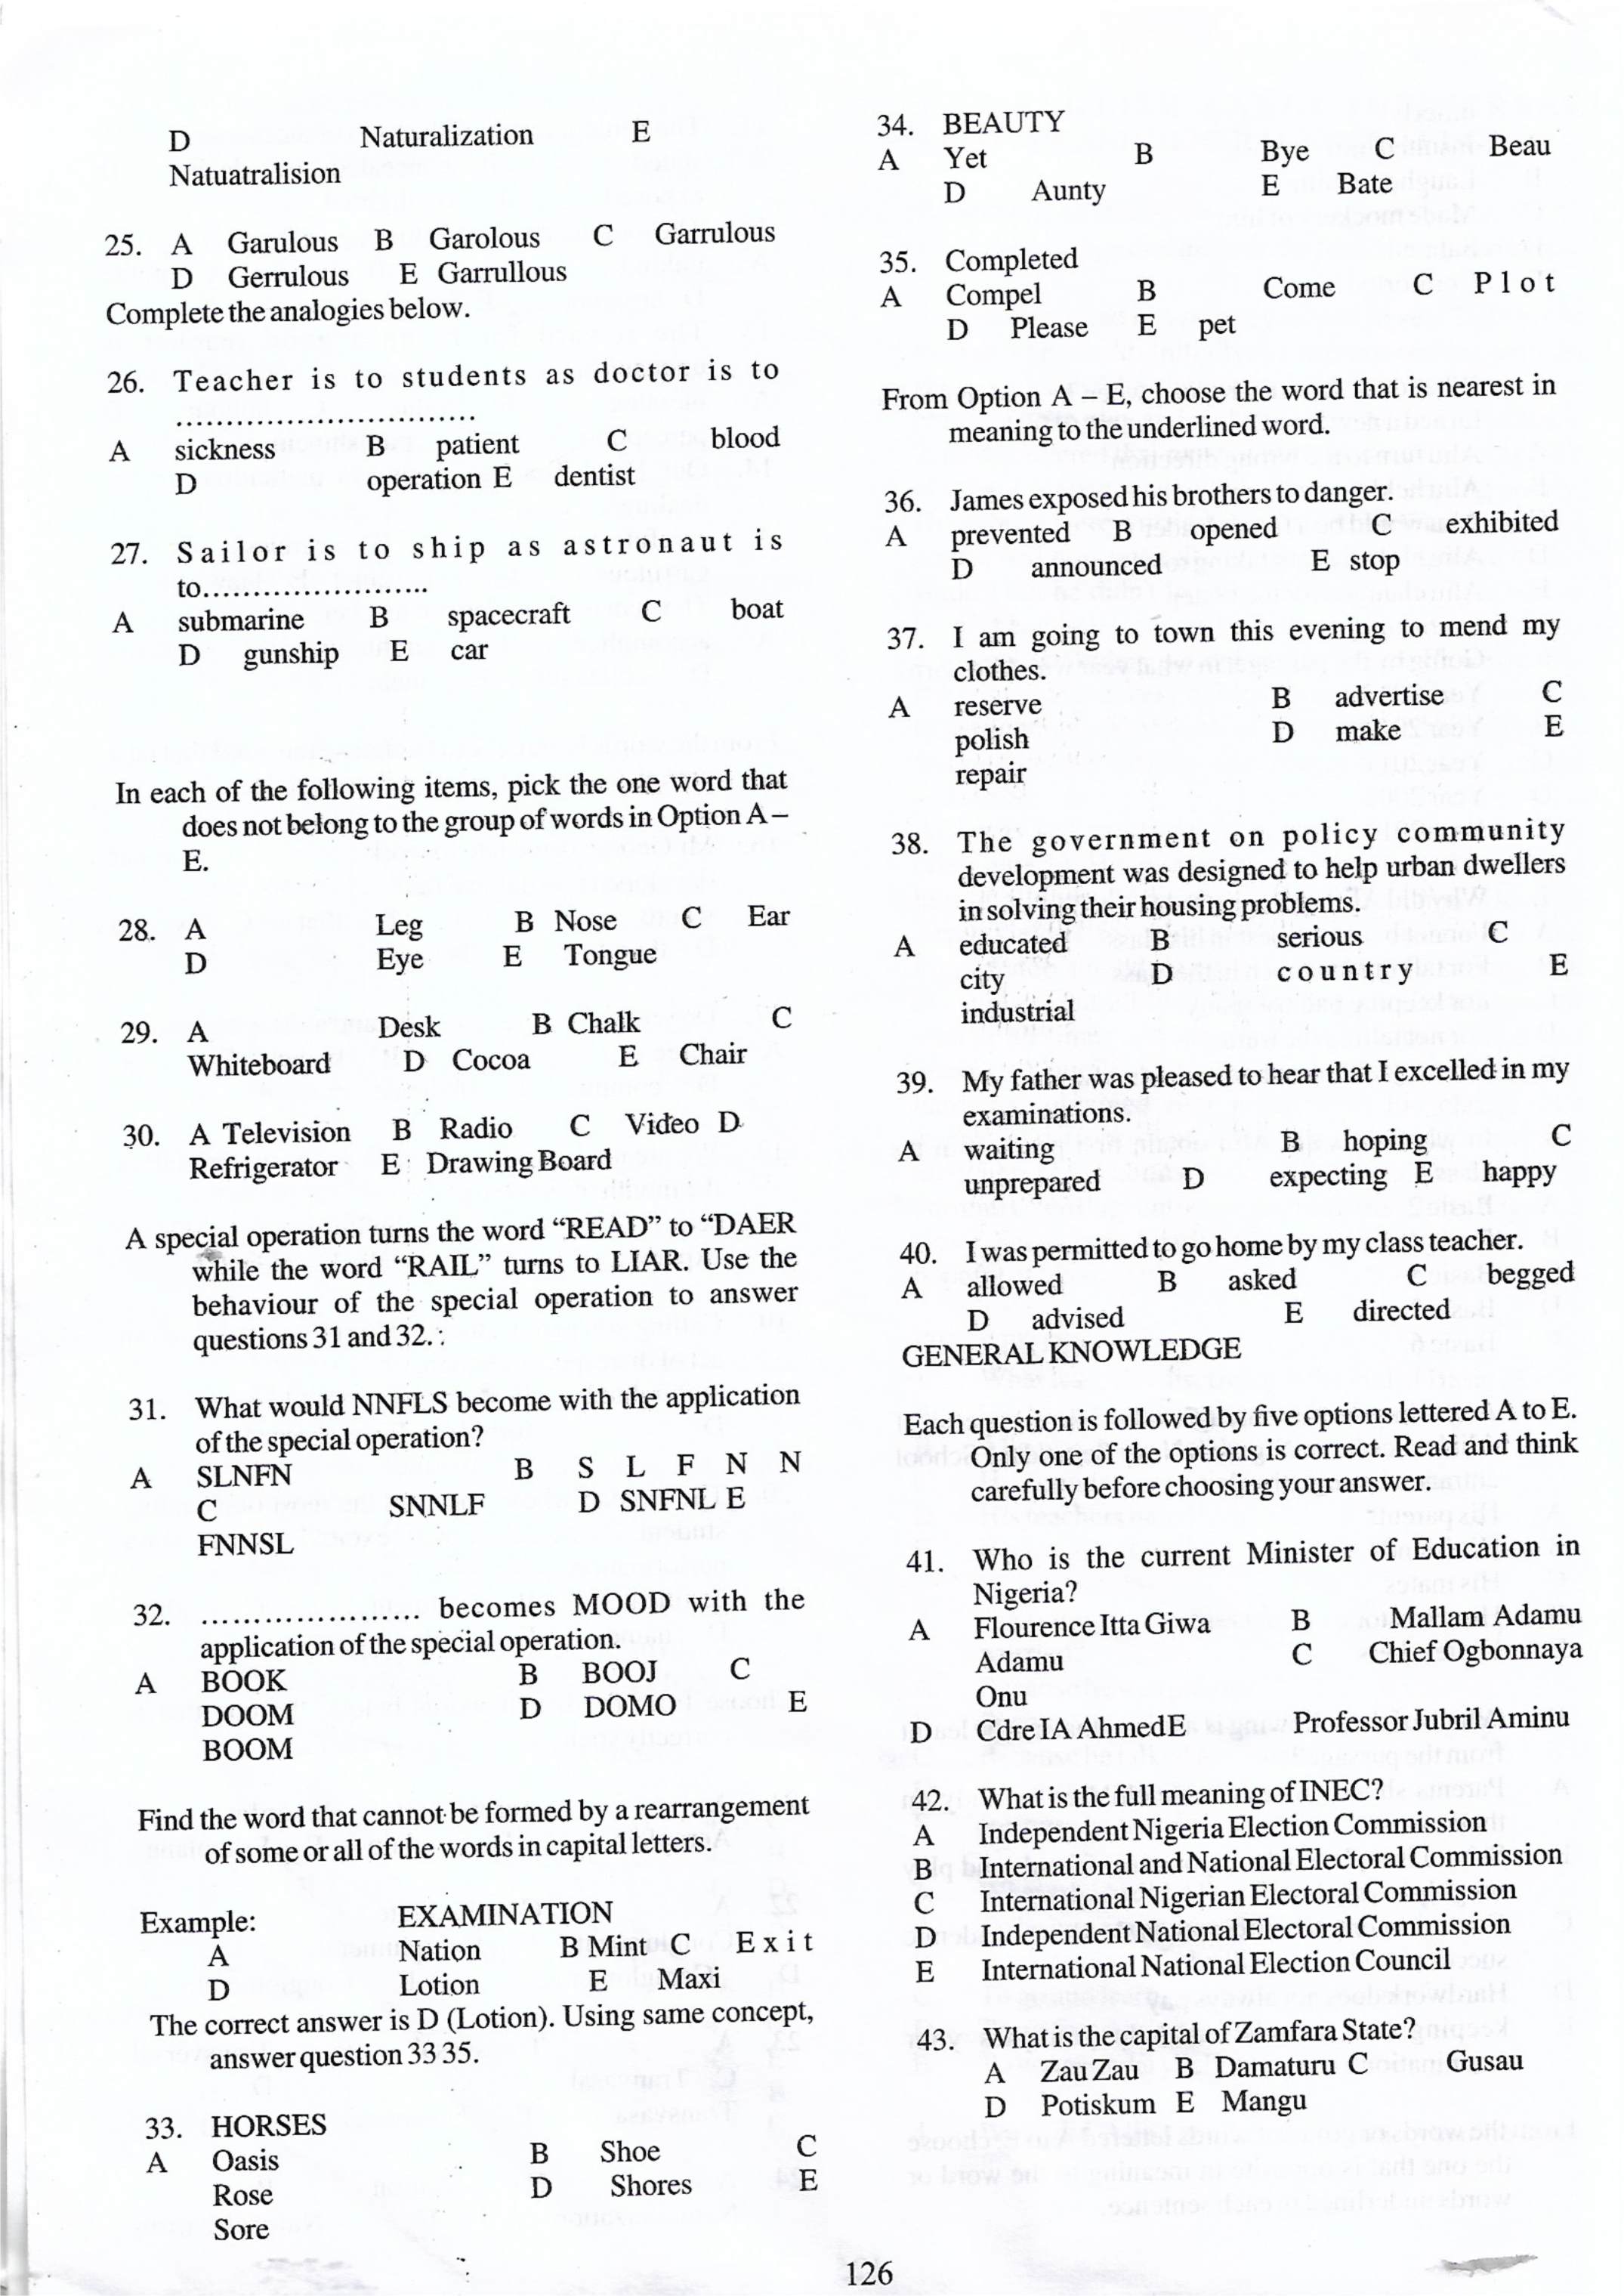 D Naturalization E
Natuatralision
25. A Garulous B Garolous C Garrulous
D Gerrulous E Garrullous
Complete the analogies below.
26. Teacher is to students as doctor is to
............................
A sickness B patient C blood
D operation E dentist
27. Sailor is to ship as astronaut is
to.......................
A submarine B spacecraft C boat
D gunship E car
In each of the following items, pick the one word that
does not belong to the group of words in Option A –
E.
28. A Leg B Nose C Ear
D Eye E Tongue
29. A Desk B Chalk C
Whiteboard D Cocoa E Chair
30. A Television B Radio C Video D
Refrigerator E Drawing Board
A special operation turns the word “READ” to “DAER
while the word “RAIL” turns to LIAR. Use the
behaviour of the special operation to answer
questions 31 and 32. :
31. What would NNFLS become with the application
of the special operation?
A SLNFN B S L F N N
C SNNLF D SNFNL E
FNNSL
32. ..................... becomes MOOD with the
application of the special operation.
A BOOK B BOOJ C
DOOM D DOMO E
BOOM
Find the word that cannot be formed by a rearrangement
of some or all of the words in capital letters.
Example: EXAMINATION
A Nation B Mint C E x i t
D Lotion E Maxi
The correct answer is D (Lotion). Using same concept,
answer question 33 35.
33. HORSES
A Oasis B Shoe C
Rose D Shores E
Sore
34. BEAUTY
A Yet B Bye C Beau
D Aunty E Bate
35. Completed
A Compel B Come C P l o t
D Please E pet
From Option A – E, choose the word that is nearest in
meaning to the underlined word.
36. James exposed his brothers to danger.
A prevented B opened C exhibited
D announced E stop
37. I am going to town this evening to mend my
clothes.
A reserve B advertise C
polish D make E
repair
38. The government on policy community
development was designed to help urban dwellers
in solving their housing problems.
A educated B serious C
city D c o u n t r y E
industrial
39. My father was pleased to hear that I excelled in my
examinations.
A waiting B hoping C
unprepared D expecting E happy
40. I was permitted to go home by my class teacher.
A allowed B asked C begged
D advised E directed
GENERAL KNOWLEDGE
Each question is followed by five options lettered A to E.
Only one of the options is correct. Read and think
carefully before choosing your answer.
41. Who is the current Minister of Education in
Nigeria?
A Flourence Itta Giwa B Mallam Adamu
Adamu C Chief Ogbonnaya
Onu
D Cdre IA Ahmed E Professor Jubril Aminu
42. What is the full meaning of INEC?
A Independent Nigeria Election Commission
B International and National Electoral Commission
C International Nigerian Electoral Commission
D Independent National Electoral Commission
E International National Election Council
43. What is the capital of Zamfara State?
A Zau Zau B Damaturu C Gusau
D Potiskum E Mangu
126